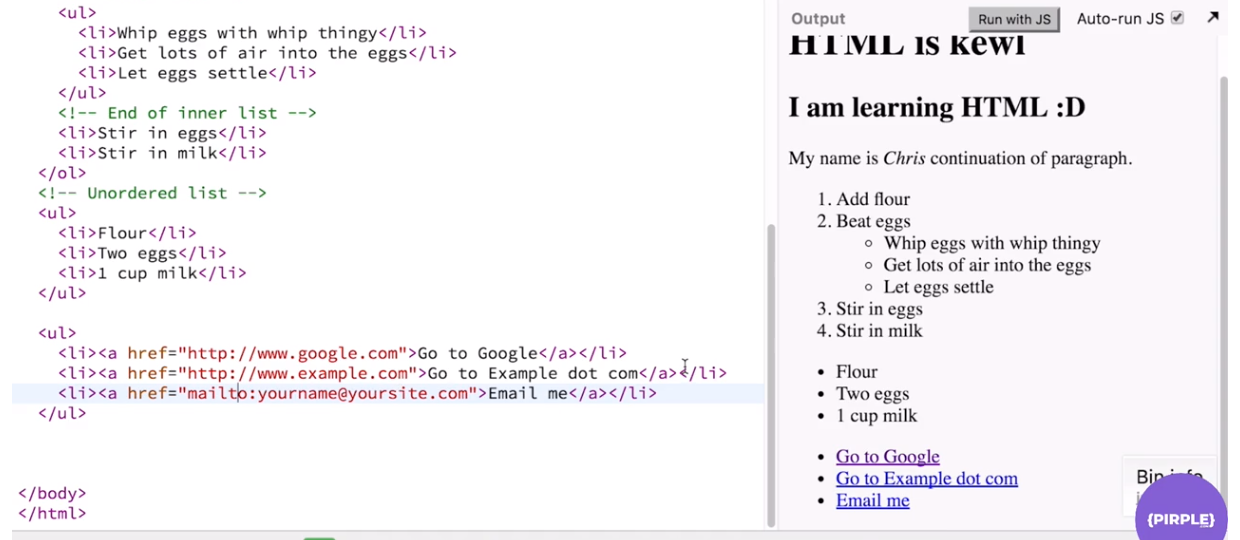 <ul>
<li>Whip eggs with whip thingy</li>
<li>Get lots of air into the eggs</li>
<li>Let eggs settle</li>
</ul>
<!-- End of inner list -->
<li>Stir in eggs</li>
<li>Stir in milk</li>
</ol>
<!-- Unordered list -->
<ul>
<li>Flour</li>
<li>Two eggs</li>
<li>1 cup milk</li>
</ul>
<ul>
<li><a href="http://www.google.com">Go to Google</a></li>
<li><a href="http://www.example.com">Go to Example dot com</a></li>
<li><a href="mailto:yourname@yoursite.com">Email me</a></li>
</ul>
</body>
</html>
Output
Run with JS
Auto-run JS
HTML is kewl
I am learning HTML :D
My name is Chris continuation of paragraph.
1. Add flour
2. Beat eggs
Whip eggs with whip thingy
Get lots of air into the eggs
Let eggs settle
3. Stir in eggs
4. Stir in milk
Flour
Two eggs
1 cup milk
Go to Google
Go to Example dot com
Email me
Bin info
{PIRPLE}